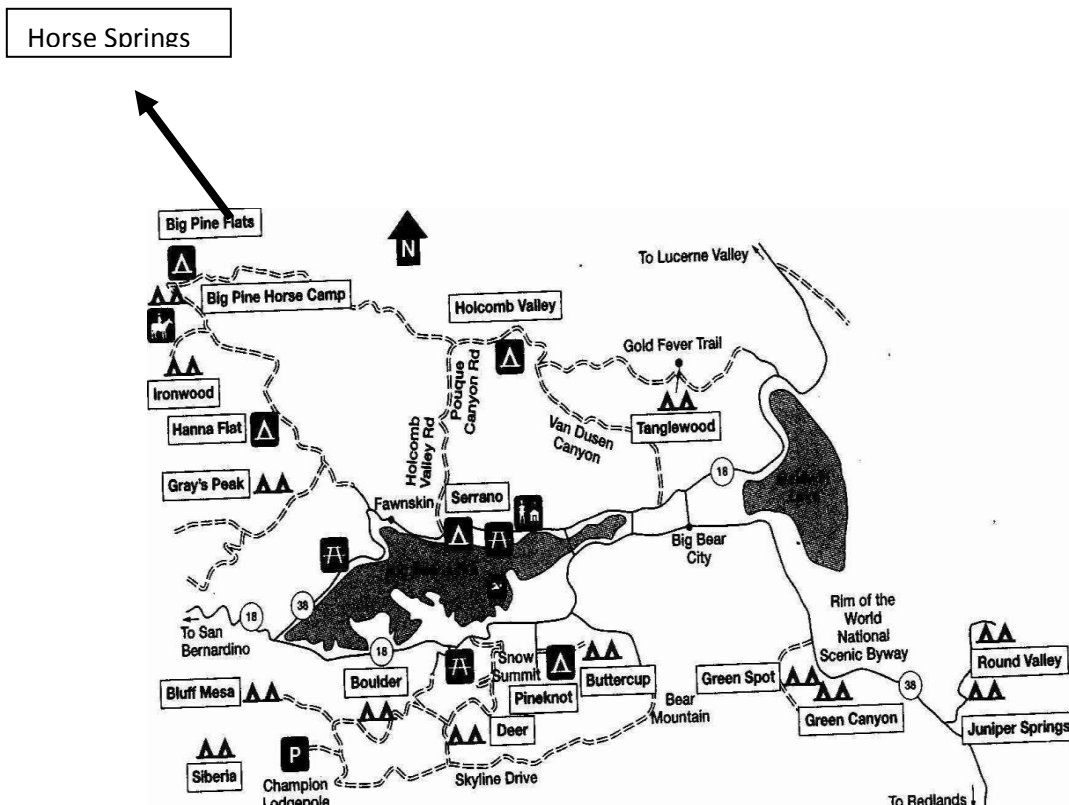 Horse Springs
Big Pine Flats
N
To Lucerne Valley
Big Pine Horse Camp
Holcomb Valley
Gold Fever Trail
Ironwood
Pouque
Canyon Rd
Holcomb
Valley Rd
Hanna Flat
Tanglewood
Van Dusen
Canyon
Gray's Peak
18
Fawnskin
Serrano
Big Bear
City
38
18
To San
Bernardino
18
Rim of the
World
National
Scenic Byway
Snow
Summit
Boulder
Bluff Mesa
Pineknot
Buttercup
Green Spot
Round Valley
38
Bear
Mountain
Green Canyon
Juniper Springs
Deer
Siberia
P
Champion
Lodgepole
Skyline Drive
To Redlands